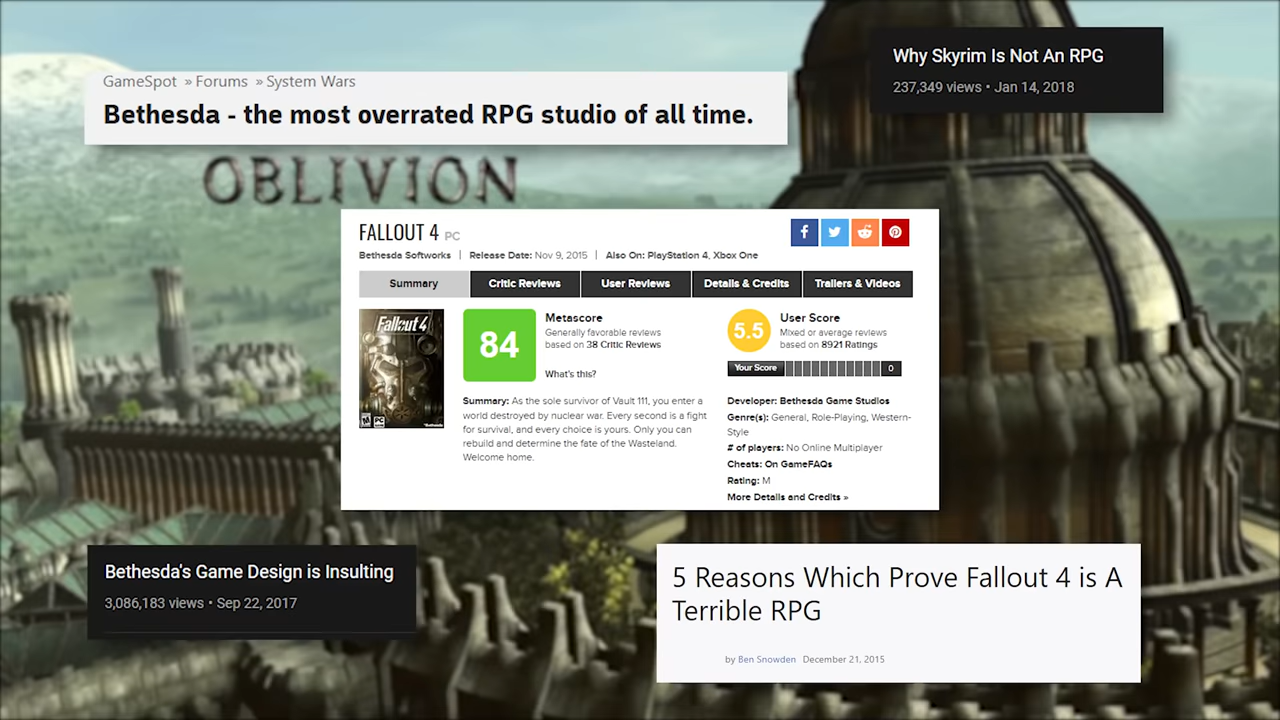 GameSpot » Forums » System Wars
Bethesda - the most overrated RPG studio of all time.
Why Skyrim Is Not An RPG
237,349 views • Jan 14, 2018
OBLIVION
FALLOUT 4 PC
Bethesda Softworks | Release Date: Nov 9, 2015 | Also On: PlayStation 4, Xbox One
Summary Critic Reviews User Reviews Details & Credits Trailers & Videos
Fallout 4
84
Metascore
Generally favorable reviews
based on 38 Critic Reviews
What's this?
Summary: As the sole survivor of Vault 111, you enter a
world destroyed by nuclear war. Every second is a fight
for survival, and every choice is yours. Only you can
rebuild and determine the fate of the Wasteland.
Welcome home.
5.5
User Score
Mixed or average reviews
based on 8921 Ratings
Your Score 0
Developer: Bethesda Game Studios
Genre(s): General, Role-Playing, Western-
Style
# of players: No Online Multiplayer
Cheats: On GameFAQs
Rating: M
More Details and Credits »
Bethesda's Game Design is Insulting
3,086,183 views • Sep 22, 2017
5 Reasons Which Prove Fallout 4 is A
Terrible RPG
by Ben Snowden December 21, 2015